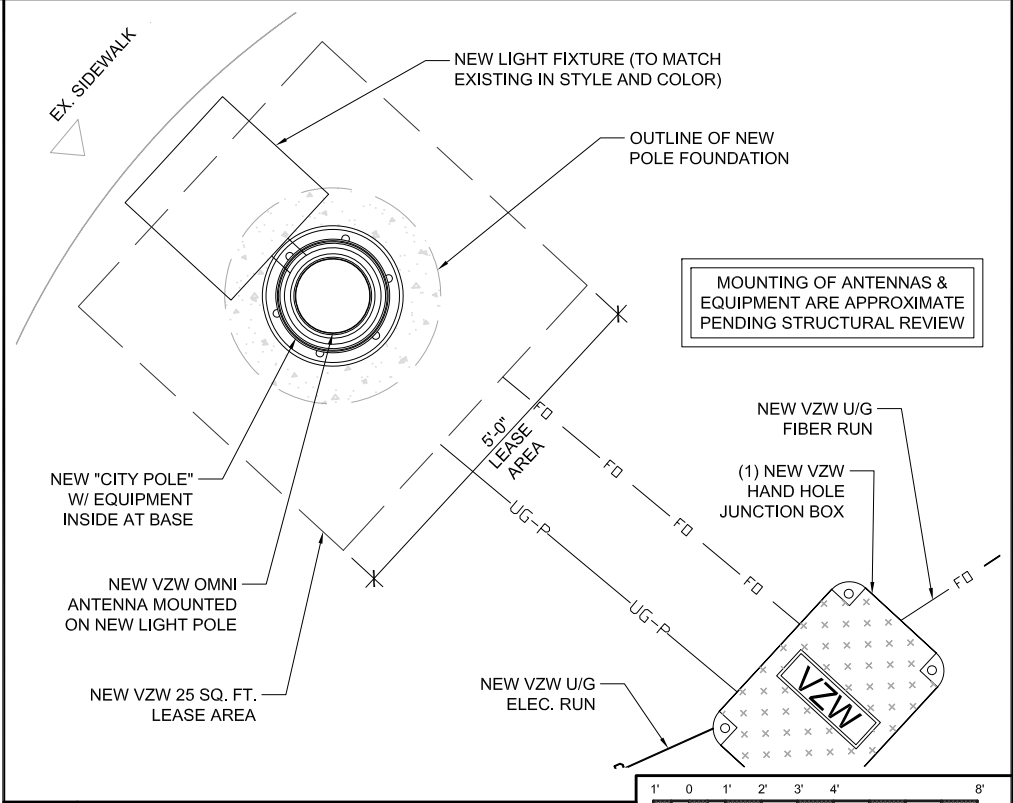 EX. SIDEWALK
NEW LIGHT FIXTURE (TO MATCH
EXISTING IN STYLE AND COLOR)
OUTLINE OF NEW
POLE FOUNDATION
MOUNTING OF ANTENNAS &
EQUIPMENT ARE APPROXIMATE
PENDING STRUCTURAL REVIEW
5'-0"
LEASE
AREA
FO
FO
FO
FO
NEW VZW U/G
FIBER RUN
(1) NEW VZW
HAND HOLE
JUNCTION BOX
FO
NEW "CITY POLE"
W/ EQUIPMENT
INSIDE AT BASE
UG-P
UG-P
NEW VZW OMNI
ANTENNA MOUNTED
ON NEW LIGHT POLE
NEW VZW 25 SQ. FT.
LEASE AREA
NEW VZW U/G
ELEC. RUN
VZW
1' 0 1' 2' 3' 4' 8'